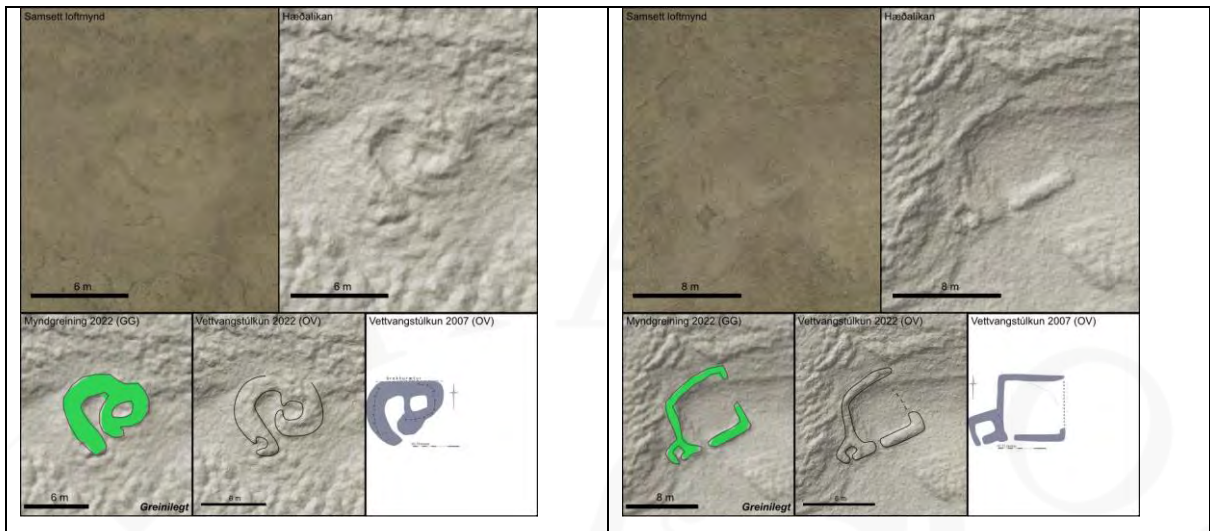 Samsett loftmynd
Hæðalíkan
6 m
6 m
Myndgreining 2022 (GG)
Vettvangstúlkun 2022 (OV)
Vettvangstúlkun 2007 (OV)
6 m
Greinilegt
6 m
Samsett loftmynd
Hæðalíkan
8 m
8 m
Myndgreining 2022 (GG)
Vettvangstúlkun 2022 (OV)
Vettvangstúlkun 2007 (OV)
8 m
Greinilegt